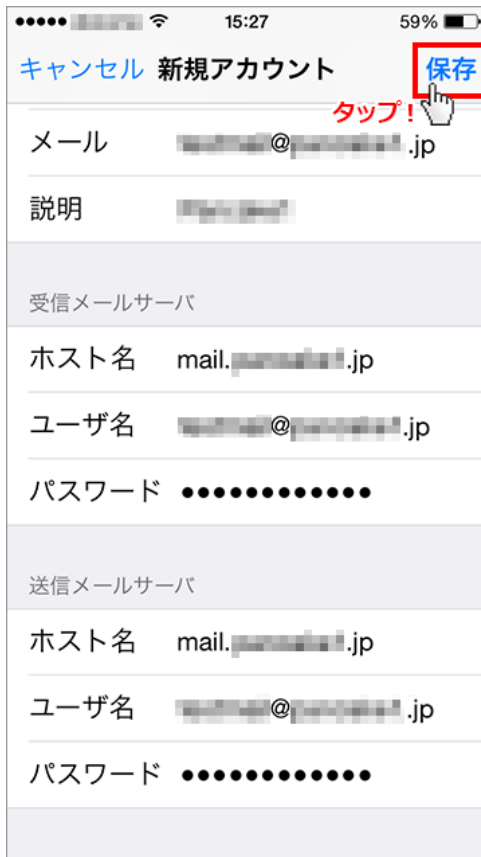 15:27 59%
キャンセル 新規アカウント 保存
タップ！
メール @ .jp
説明
受信メールサーバ
ホスト名 mail. .jp
ユーザ名 @ .jp
パスワード ●●●●●●●●●●●●
送信メールサーバ
ホスト名 mail. .jp
ユーザ名 @ .jp
パスワード ●●●●●●●●●●●●